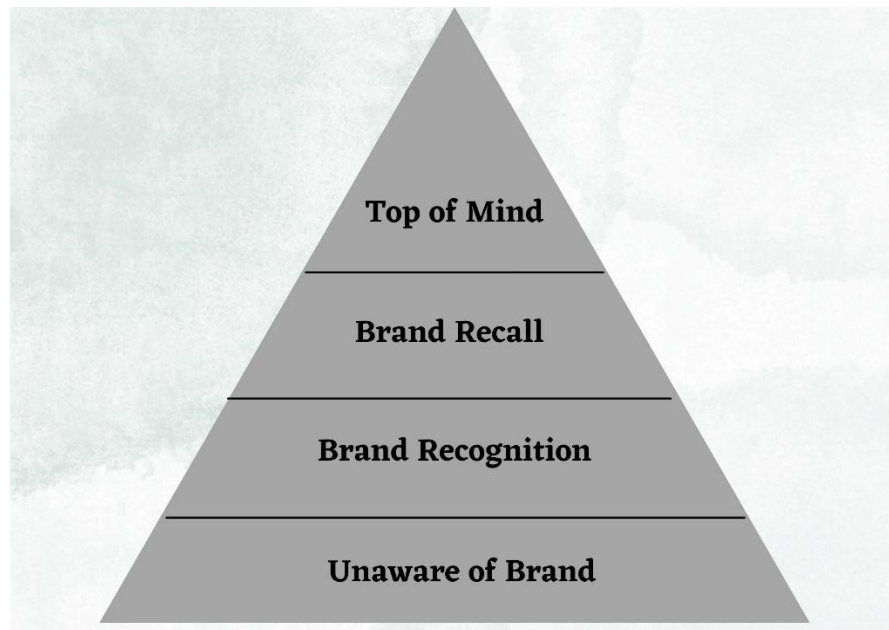 Top of Mind
Brand Recall
Brand Recognition
Unaware of Brand